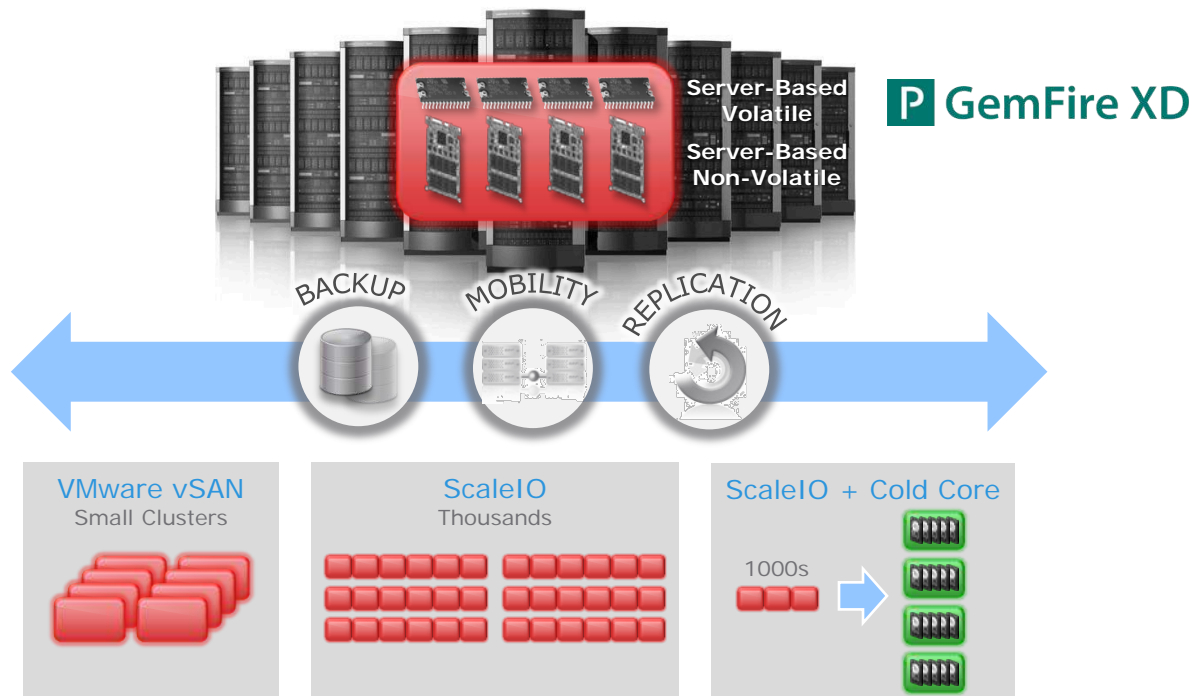 Server-Based
Volatile
Server-Based
Non-Volatile
P GemFire XD
BACKUP
MOBILITY
REPLICATION
VMware vSAN
Small Clusters
ScaleIO
Thousands
ScaleIO + Cold Core
1000s